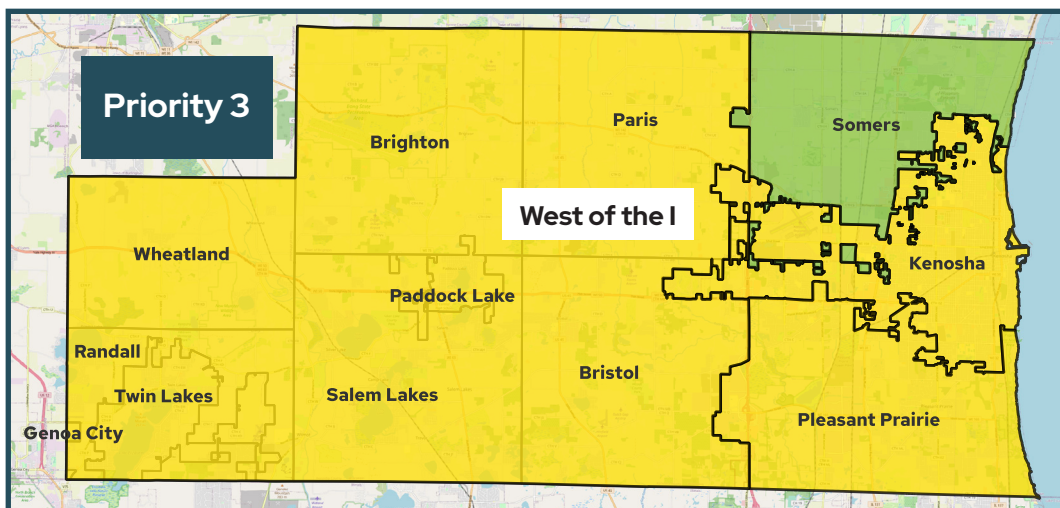 Priority 3
Paris
Somers
Brighton
West of the I
Wheatland
Kenosha
Paddock Lake
Randall
Bristol
Twin Lakes
Salem Lakes
Pleasant Prairie
Genoa City